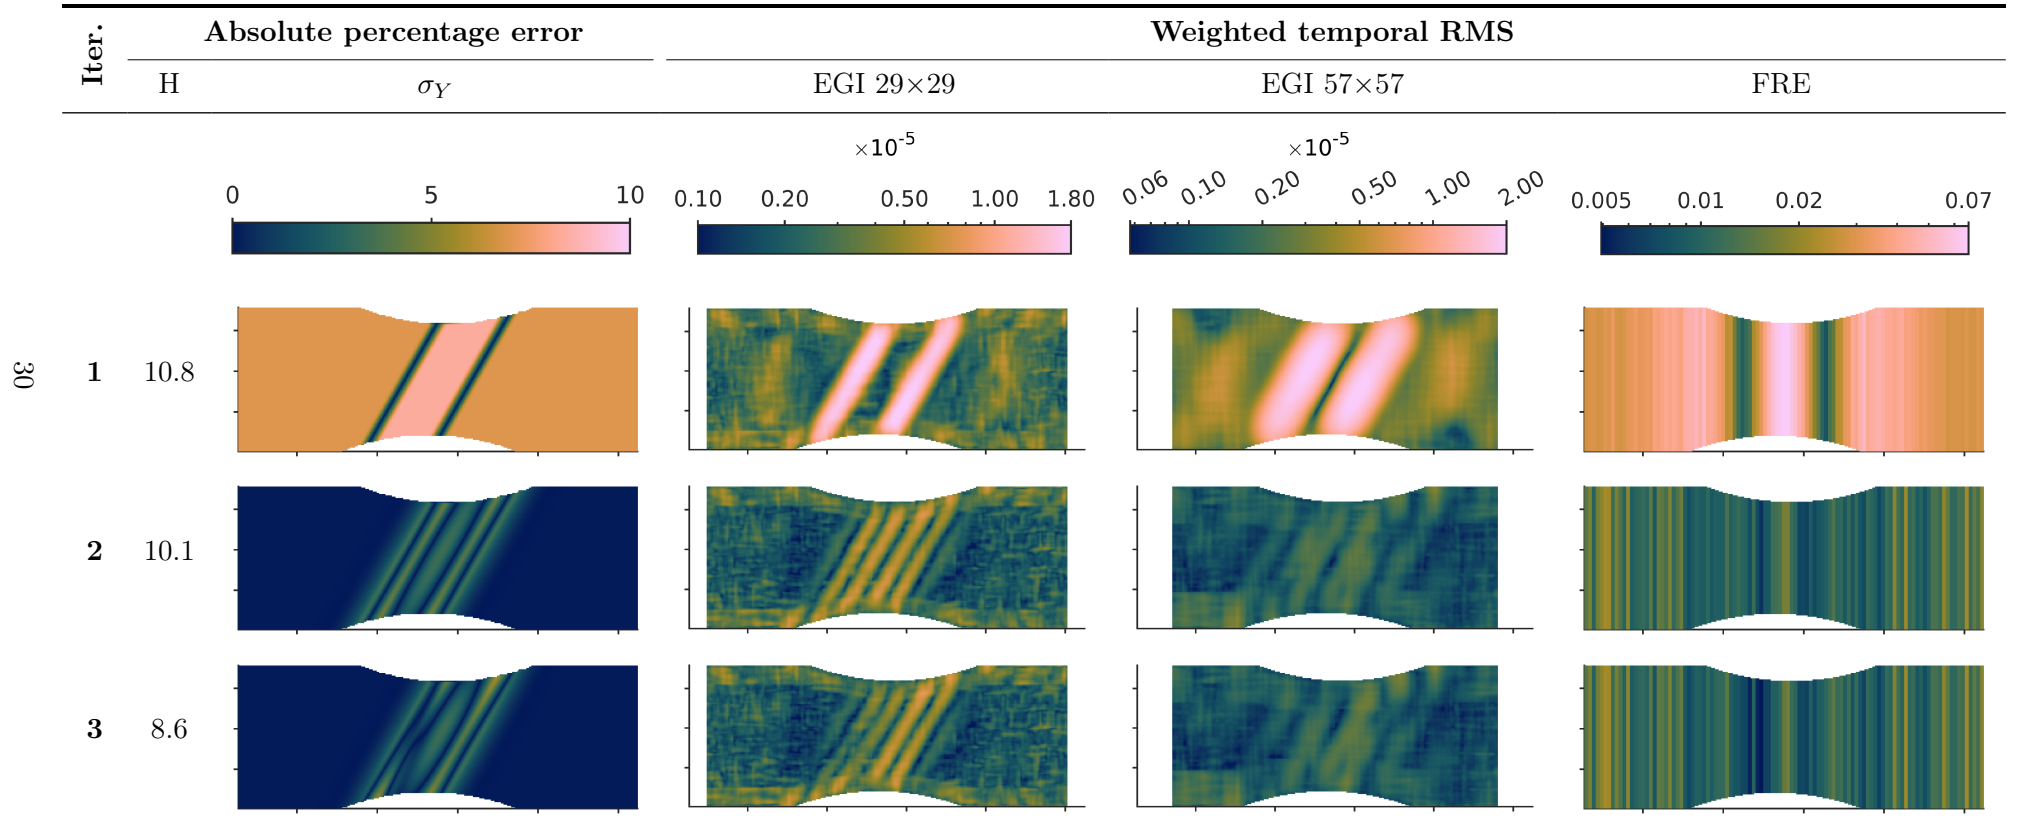 Iter.
Absolute percentage error
Weighted temporal RMS
H
σY
EGI 29×29
EGI 57×57
FRE
×10-5
×10-5
0 5 10
0.10 0.20 0.50 1.00 1.80
0.06 0.10 0.20 0.50 1.00 2.00
0.005 0.01 0.02 0.07
1 10.8
2 10.1
3 8.6
30